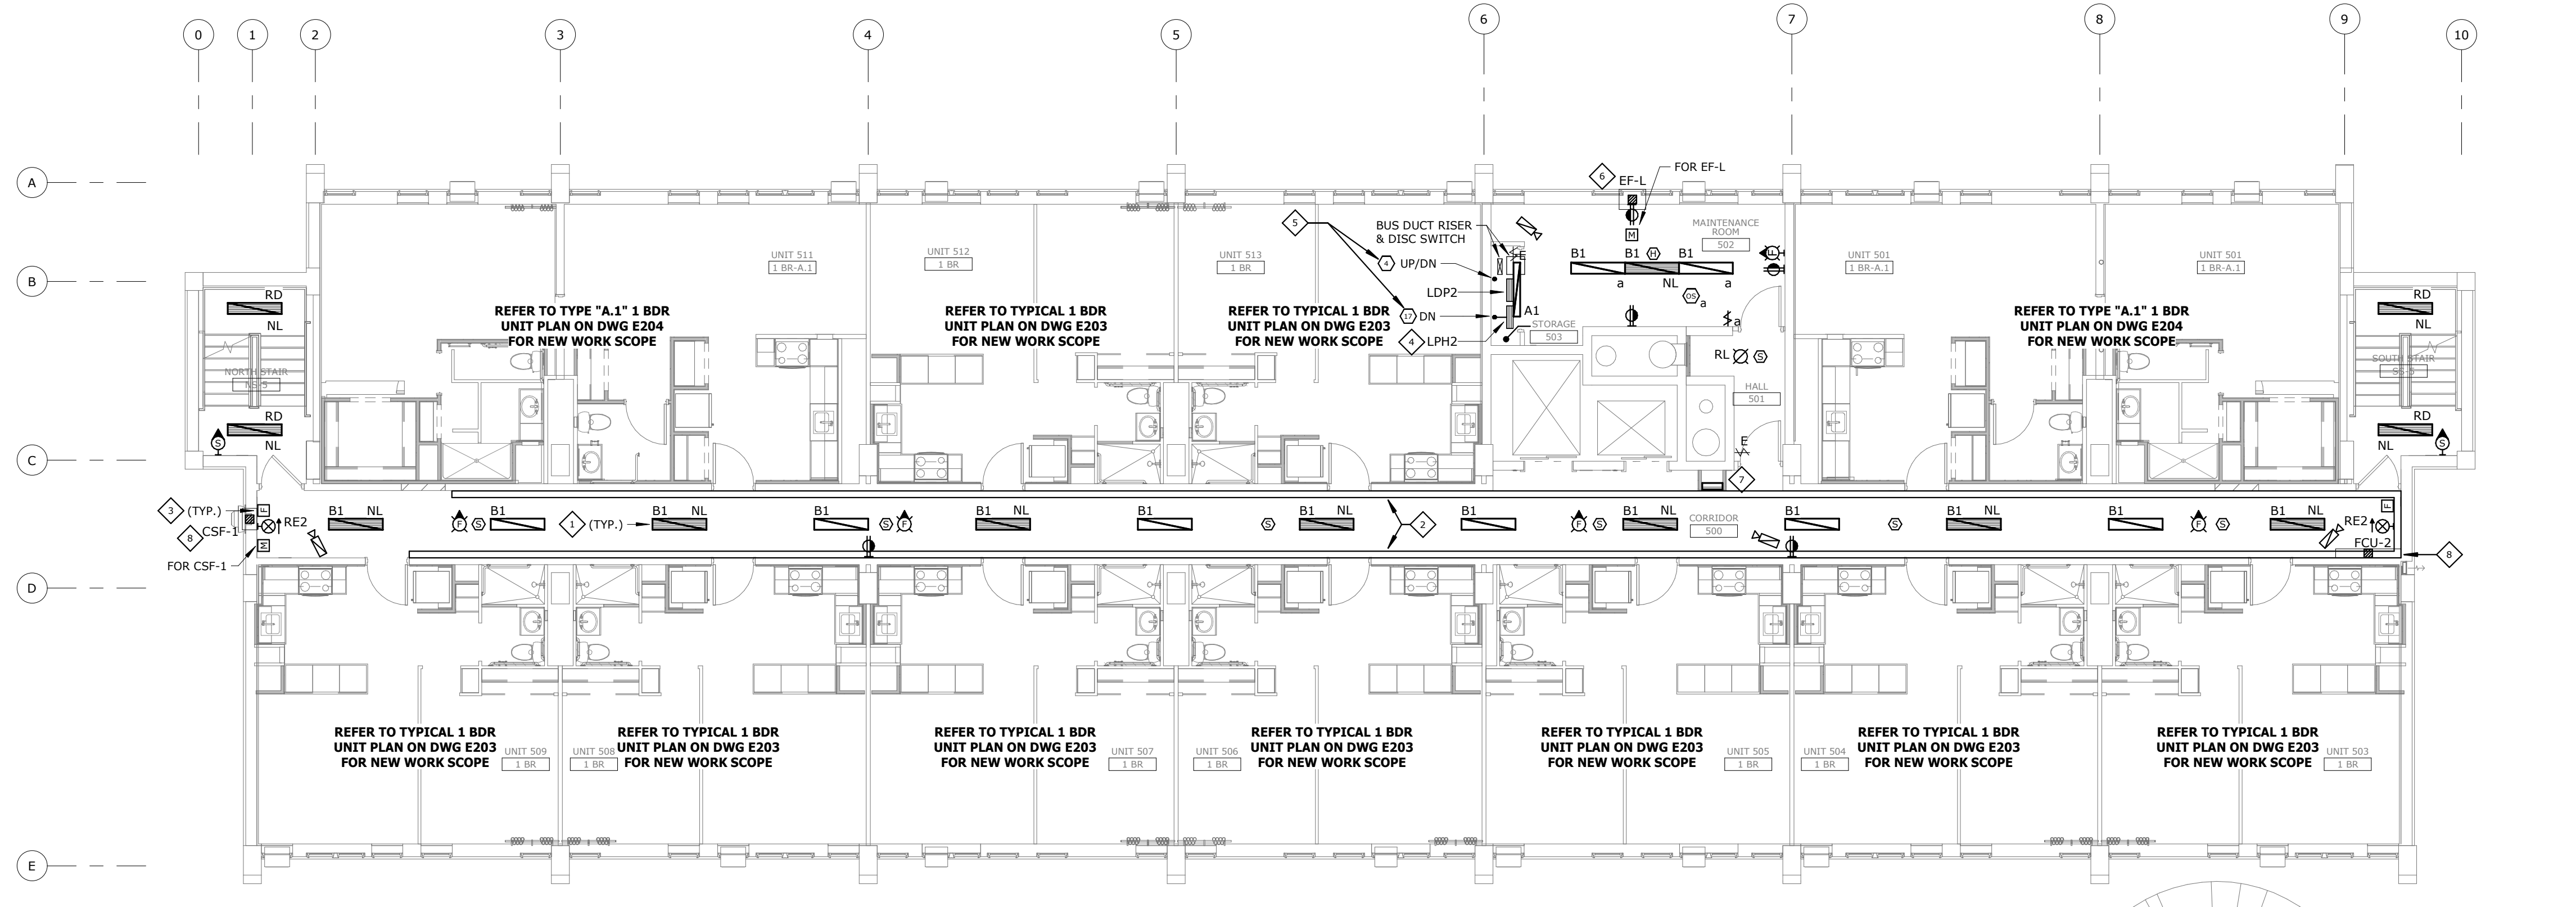 0
1
2
3
4
5
6
7
8
9
10
A
B
C
D
E
6
EF-L
FOR EF-L
M
MAINTENANCE
ROOM
502
F
5
BUS DUCT RISER
& DISC SWITCH
4
UP/DN
LDP2
17
DN
A1
4
LPH2
STORAGE
503
B1
B1
H
B1
a
NL
a
OS
a
a
RL
S
HALL
501
E
7
UNIT 511
1 BR-A.1
UNIT 512
1 BR
UNIT 513
1 BR
UNIT 501
1 BR-A.1
UNIT 501
1 BR-A.1
REFER TO TYPE "A.1" 1 BDR
UNIT PLAN ON DWG E204
FOR NEW WORK SCOPE
REFER TO TYPICAL 1 BDR
UNIT PLAN ON DWG E203
FOR NEW WORK SCOPE
REFER TO TYPICAL 1 BDR
UNIT PLAN ON DWG E203
FOR NEW WORK SCOPE
REFER TO TYPE "A.1" 1 BDR
UNIT PLAN ON DWG E204
FOR NEW WORK SCOPE
RD
NL
NORTH STAIR
RD
NL
S
RD
NL
SOUTH STAIR
RD
NL
S
3
(TYP.)
F
RE2
8
CSF-1
M
FOR CSF-1
B1 NL
F
S
B1
1
(TYP.)
B1 NL
B1
S
F
B1 NL
B1
S
B1 NL
2
B1
F
S
B1 NL
CORRIDOR
500
B1
S
B1 NL
B1
F
S
B1 NL
RE2
F
FCU-2
8
REFER TO TYPICAL 1 BDR
UNIT PLAN ON DWG E203
FOR NEW WORK SCOPE
UNIT 509
1 BR
UNIT 508
1 BR
REFER TO TYPICAL 1 BDR
UNIT PLAN ON DWG E203
FOR NEW WORK SCOPE
REFER TO TYPICAL 1 BDR
UNIT PLAN ON DWG E203
FOR NEW WORK SCOPE
UNIT 507
1 BR
UNIT 506
1 BR
REFER TO TYPICAL 1 BDR
UNIT PLAN ON DWG E203
FOR NEW WORK SCOPE
REFER TO TYPICAL 1 BDR
UNIT PLAN ON DWG E203
FOR NEW WORK SCOPE
UNIT 505
1 BR
UNIT 504
1 BR
REFER TO TYPICAL 1 BDR
UNIT PLAN ON DWG E203
FOR NEW WORK SCOPE
REFER TO TYPICAL 1 BDR
UNIT PLAN ON DWG E203
FOR NEW WORK SCOPE
UNIT 503
1 BR